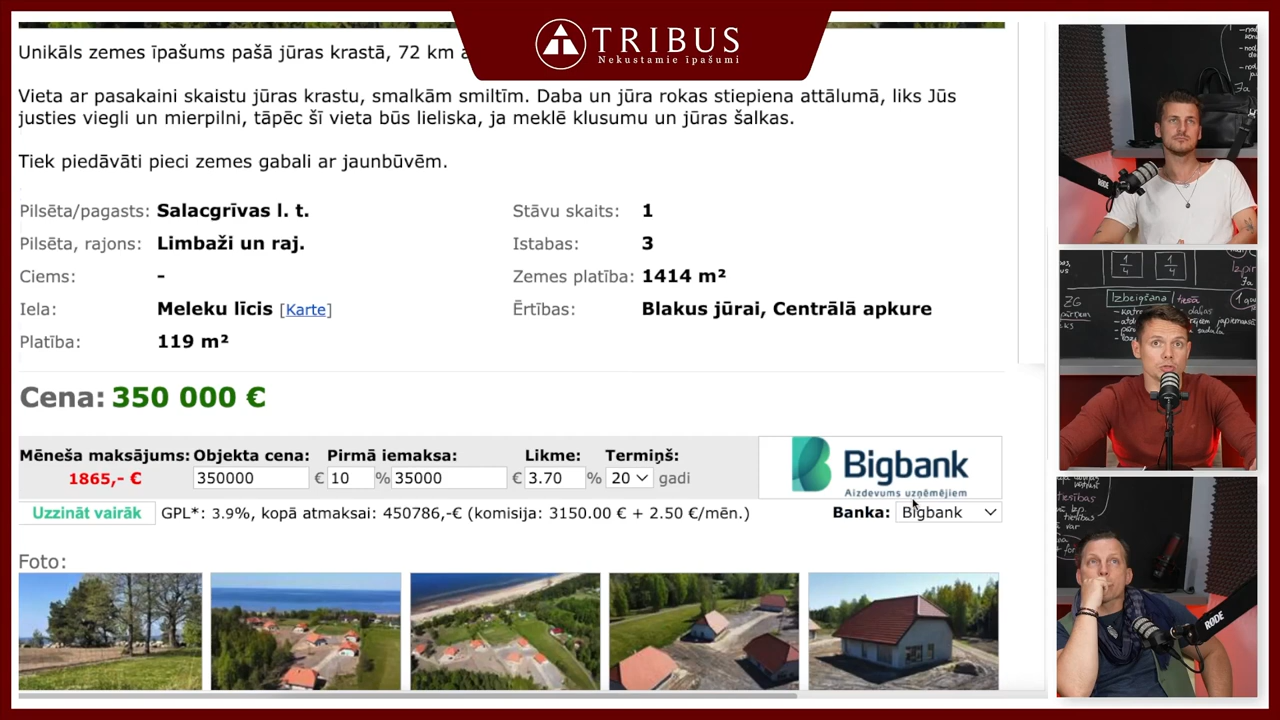 TRIBUS
Nekustamie īpašumi
Unikāls zemes īpašums pašā jūras krastā, 72 km
Vieta ar pasakaini skaistu jūras krastu, smalkām smiltīm. Daba un jūra rokas stiepiena attālumā, liks Jūs
justies viegli un mierpilni, tāpēc šī vieta būs lieliska, ja meklē klusumu un jūras šalkas.
Tiek piedāvāti pieci zemes gabali ar jaunbūvēm.
Pilsēta/pagasts: Salacgrīvas l. t.
Stāvu skaits: 1
Pilsēta, rajons: Limbaži un raj.
Istabas: 3
Ciems: -
Zemes platība: 1414 m²
Iela: Meleku līcis [Karte]
Ērtības: Blakus jūrai, Centrālā apkure
Platība: 119 m²
Cena: 350 000 €
Mēneša maksājums: Objekta cena: Pirmā iemaksa: Likme: Termiņš:
1865,- € 350000 € 10 % 35000 € 3.70 % 20 gadi
Bigbank
Aizdevums uzņēmējiem
Uzzināt vairāk GPL*: 3.9%, kopā atmaksai: 450786,-€ (komisija: 3150.00 € + 2.50 €/mēn.)
Banka: Bigbank
Foto:
RODE
1/4 1/4
ZG
Izbeigšana
RODE